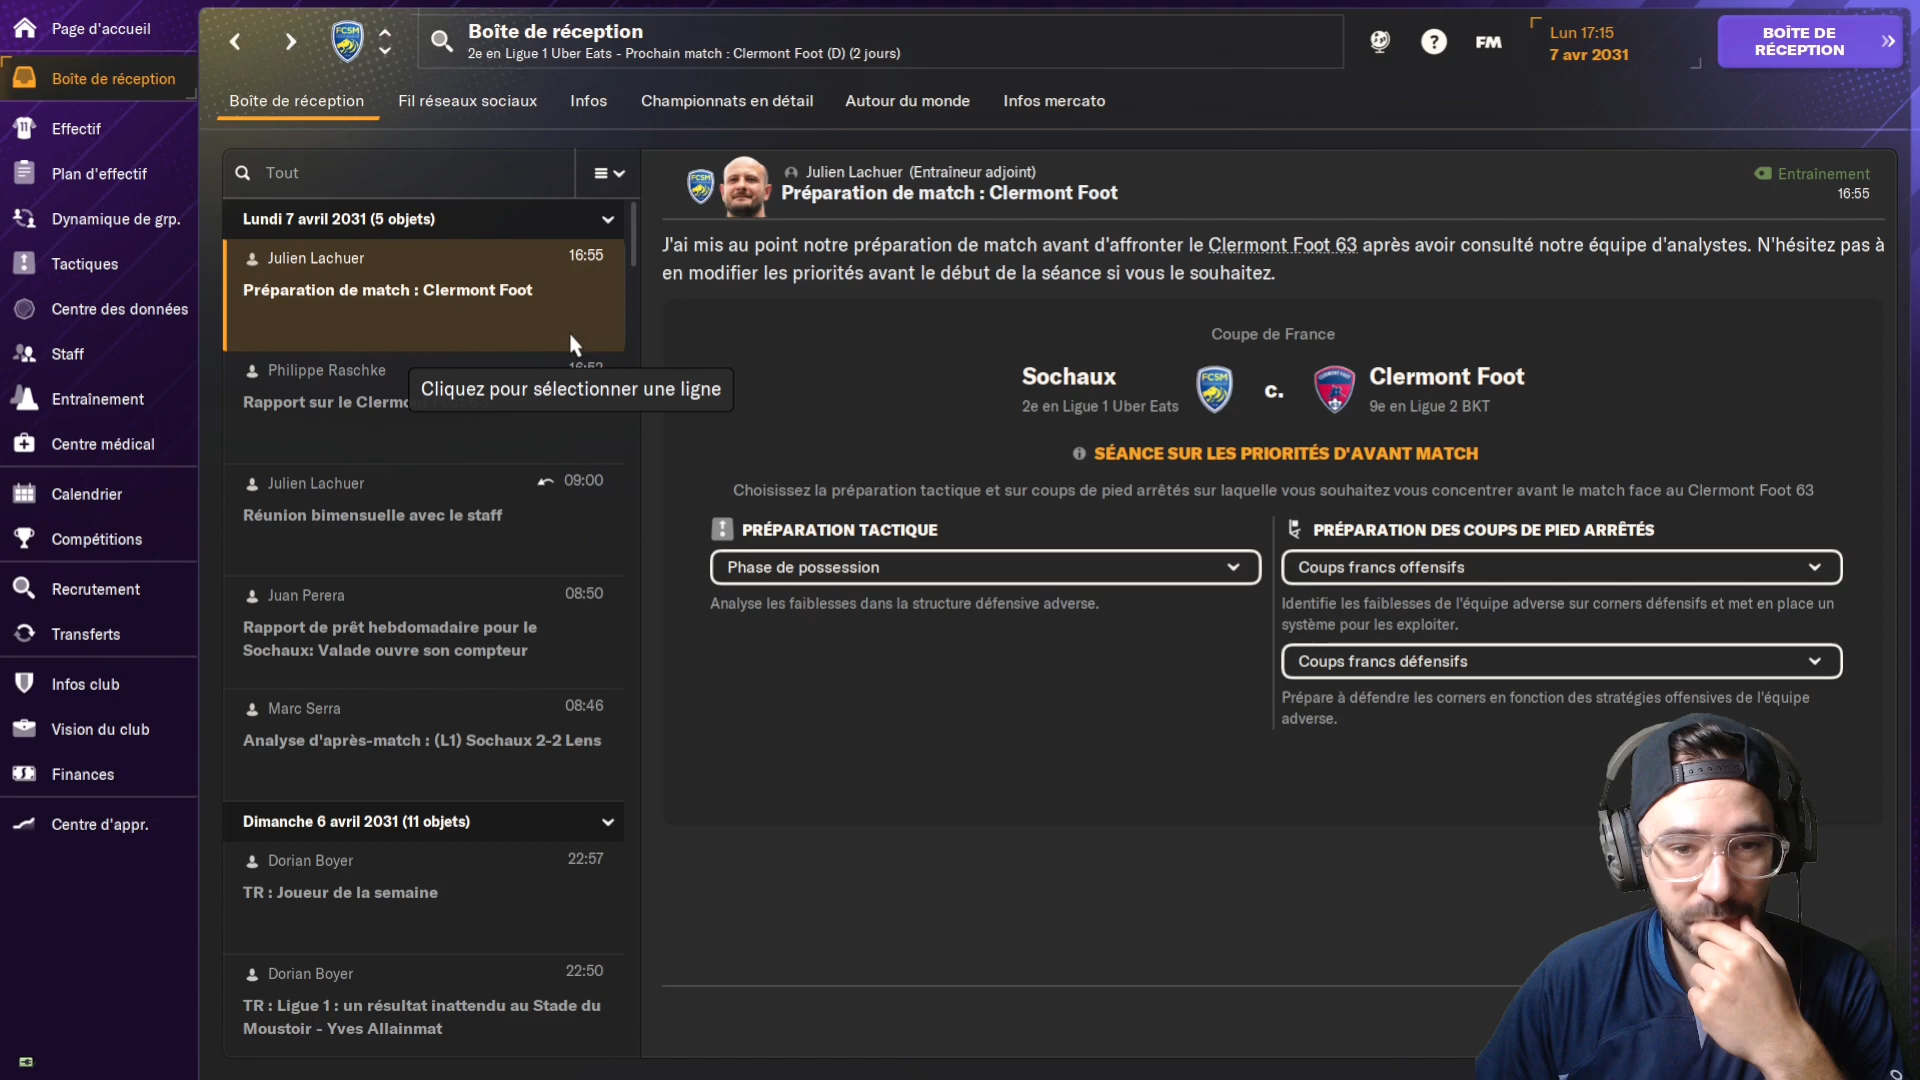 Page d'accueil
Boîte de réception
Effectif
Plan d'effectif
Dynamique de grp.
Tactiques
Centre des données
Staff
Entraînement
Centre médical
Calendrier
Compétitions
Recrutement
Transferts
Infos club
Vision du club
Finances
Centre d'appr.
FCSM
Boîte de réception
2e en Ligue 1 Uber Eats - Prochain match : Clermont Foot (D) (2 jours)
?
FM
Lun 17:15
7 avr 2031
BOÎTE DE
RÉCEPTION
Boîte de réception
Fil réseaux sociaux
Infos
Championnats en détail
Autour du monde
Infos mercato
Tout
Lundi 7 avril 2031 (5 objets)
Julien Lachuer
16:55
Préparation de match : Clermont Foot
Philippe Raschke
Rapport sur le
Cliquez pour sélectionner une ligne
Julien Lachuer
09:00
Réunion bimensuelle avec le staff
Juan Perera
08:50
Rapport de prêt hebdomadaire pour le
Sochaux: Valade ouvre son compteur
Marc Serra
08:46
Analyse d'après-match : (L1) Sochaux 2-2 Lens
Dimanche 6 avril 2031 (11 objets)
Dorian Boyer
22:57
TR : Joueur de la semaine
Dorian Boyer
22:50
TR : Ligue 1 : un résultat inattendu au Stade du
Moustoir - Yves Allainmat
FCSM
Julien Lachuer (Entraîneur adjoint)
Préparation de match : Clermont Foot
Entraînement
16:55
J'ai mis au point notre préparation de match avant d'affronter le Clermont Foot 63 après avoir consulté notre équipe d'analystes. N'hésitez pas à
en modifier les priorités avant le début de la séance si vous le souhaitez.
Coupe de France
Sochaux
2e en Ligue 1 Uber Eats
FCSM
c.
Clermont Foot
9e en Ligue 2 BKT
SÉANCE SUR LES PRIORITÉS D'AVANT MATCH
Choisissez la préparation tactique et sur coups de pied arrêtés sur laquelle vous souhaitez vous concentrer avant le match face au Clermont Foot 63
PRÉPARATION TACTIQUE
Phase de possession
Analyse les faiblesses dans la structure défensive adverse.
PRÉPARATION DES COUPS DE PIED ARRÊTÉS
Coups francs offensifs
Identifie les faiblesses de l'équipe adverse sur corners défensifs et met en place un
système pour les exploiter.
Coups francs défensifs
Prépare à défendre les corners en fonction des stratégies offensives de l'équipe
adverse.